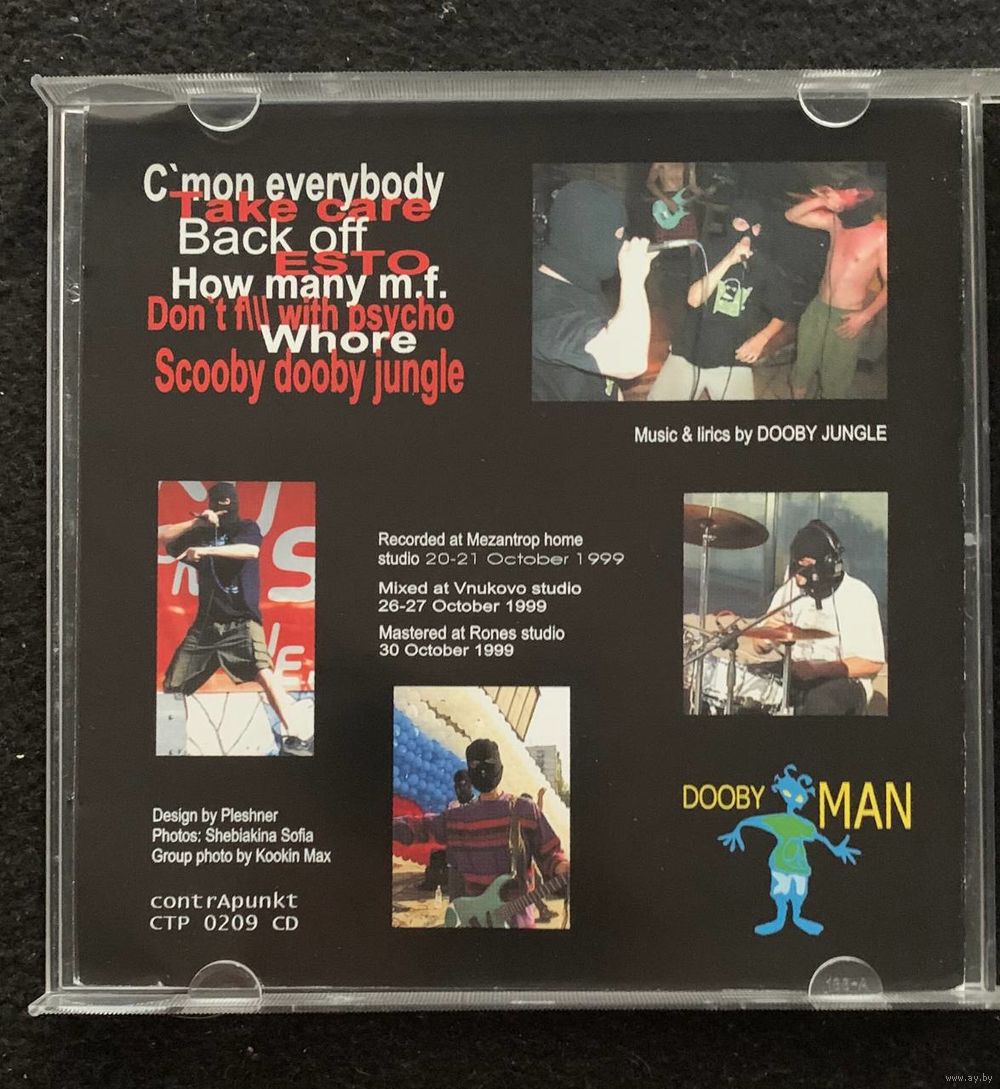 C`mon everybody
Take care
Back off
ESTO
How many m.f.
Don`t f\\\ with psycho
Whore
Scooby dooby jungle
Music & lirics by DOOBY JUNGLE
Recorded at Mezantrop home
studio 20-21 October 1999
Mixed at Vnukovo studio
26-27 October 1999
Mastered at Rones studio
30 October 1999
DOOBY MAN
Design by Pleshner
Photos: Shebiakina Sofia
Group photo by Kookin Max
contrApunkt
CTP 0209 CD
www.ay.by